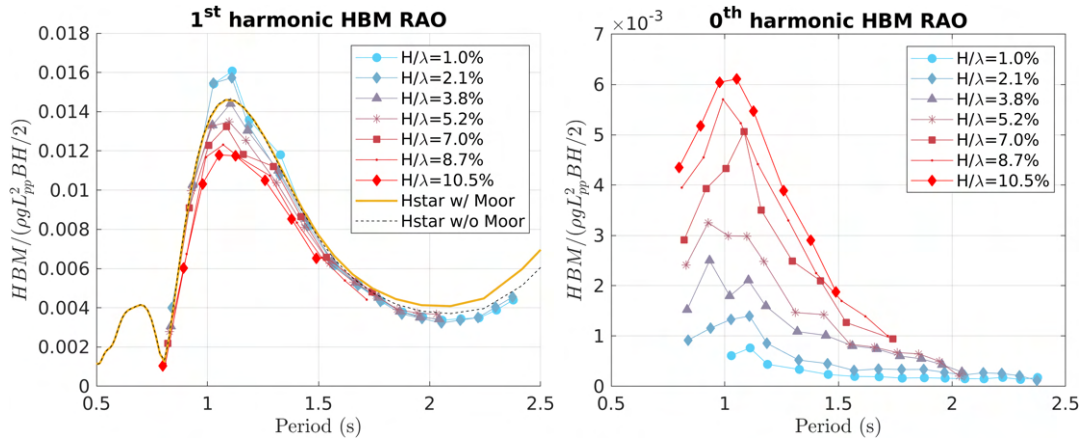 1st harmonic HBM RAO
HBM/(ρgL²ppBH/2)
0.018
0.016
0.014
0.012
0.010
0.008
0.006
0.004
0.002
0
0.5 1 1.5 2 2.5
Period (s)
H/λ=1.0%
H/λ=2.1%
H/λ=3.8%
H/λ=5.2%
H/λ=7.0%
H/λ=8.7%
H/λ=10.5%
Hstar w/ Moor
Hstar w/o Moor
0th harmonic HBM RAO
×10⁻³
HBM/(ρgL²ppBH/2)
7
6
5
4
3
2
1
0
0.5 1 1.5 2 2.5
Period (s)
H/λ=1.0%
H/λ=2.1%
H/λ=3.8%
H/λ=5.2%
H/λ=7.0%
H/λ=8.7%
H/λ=10.5%